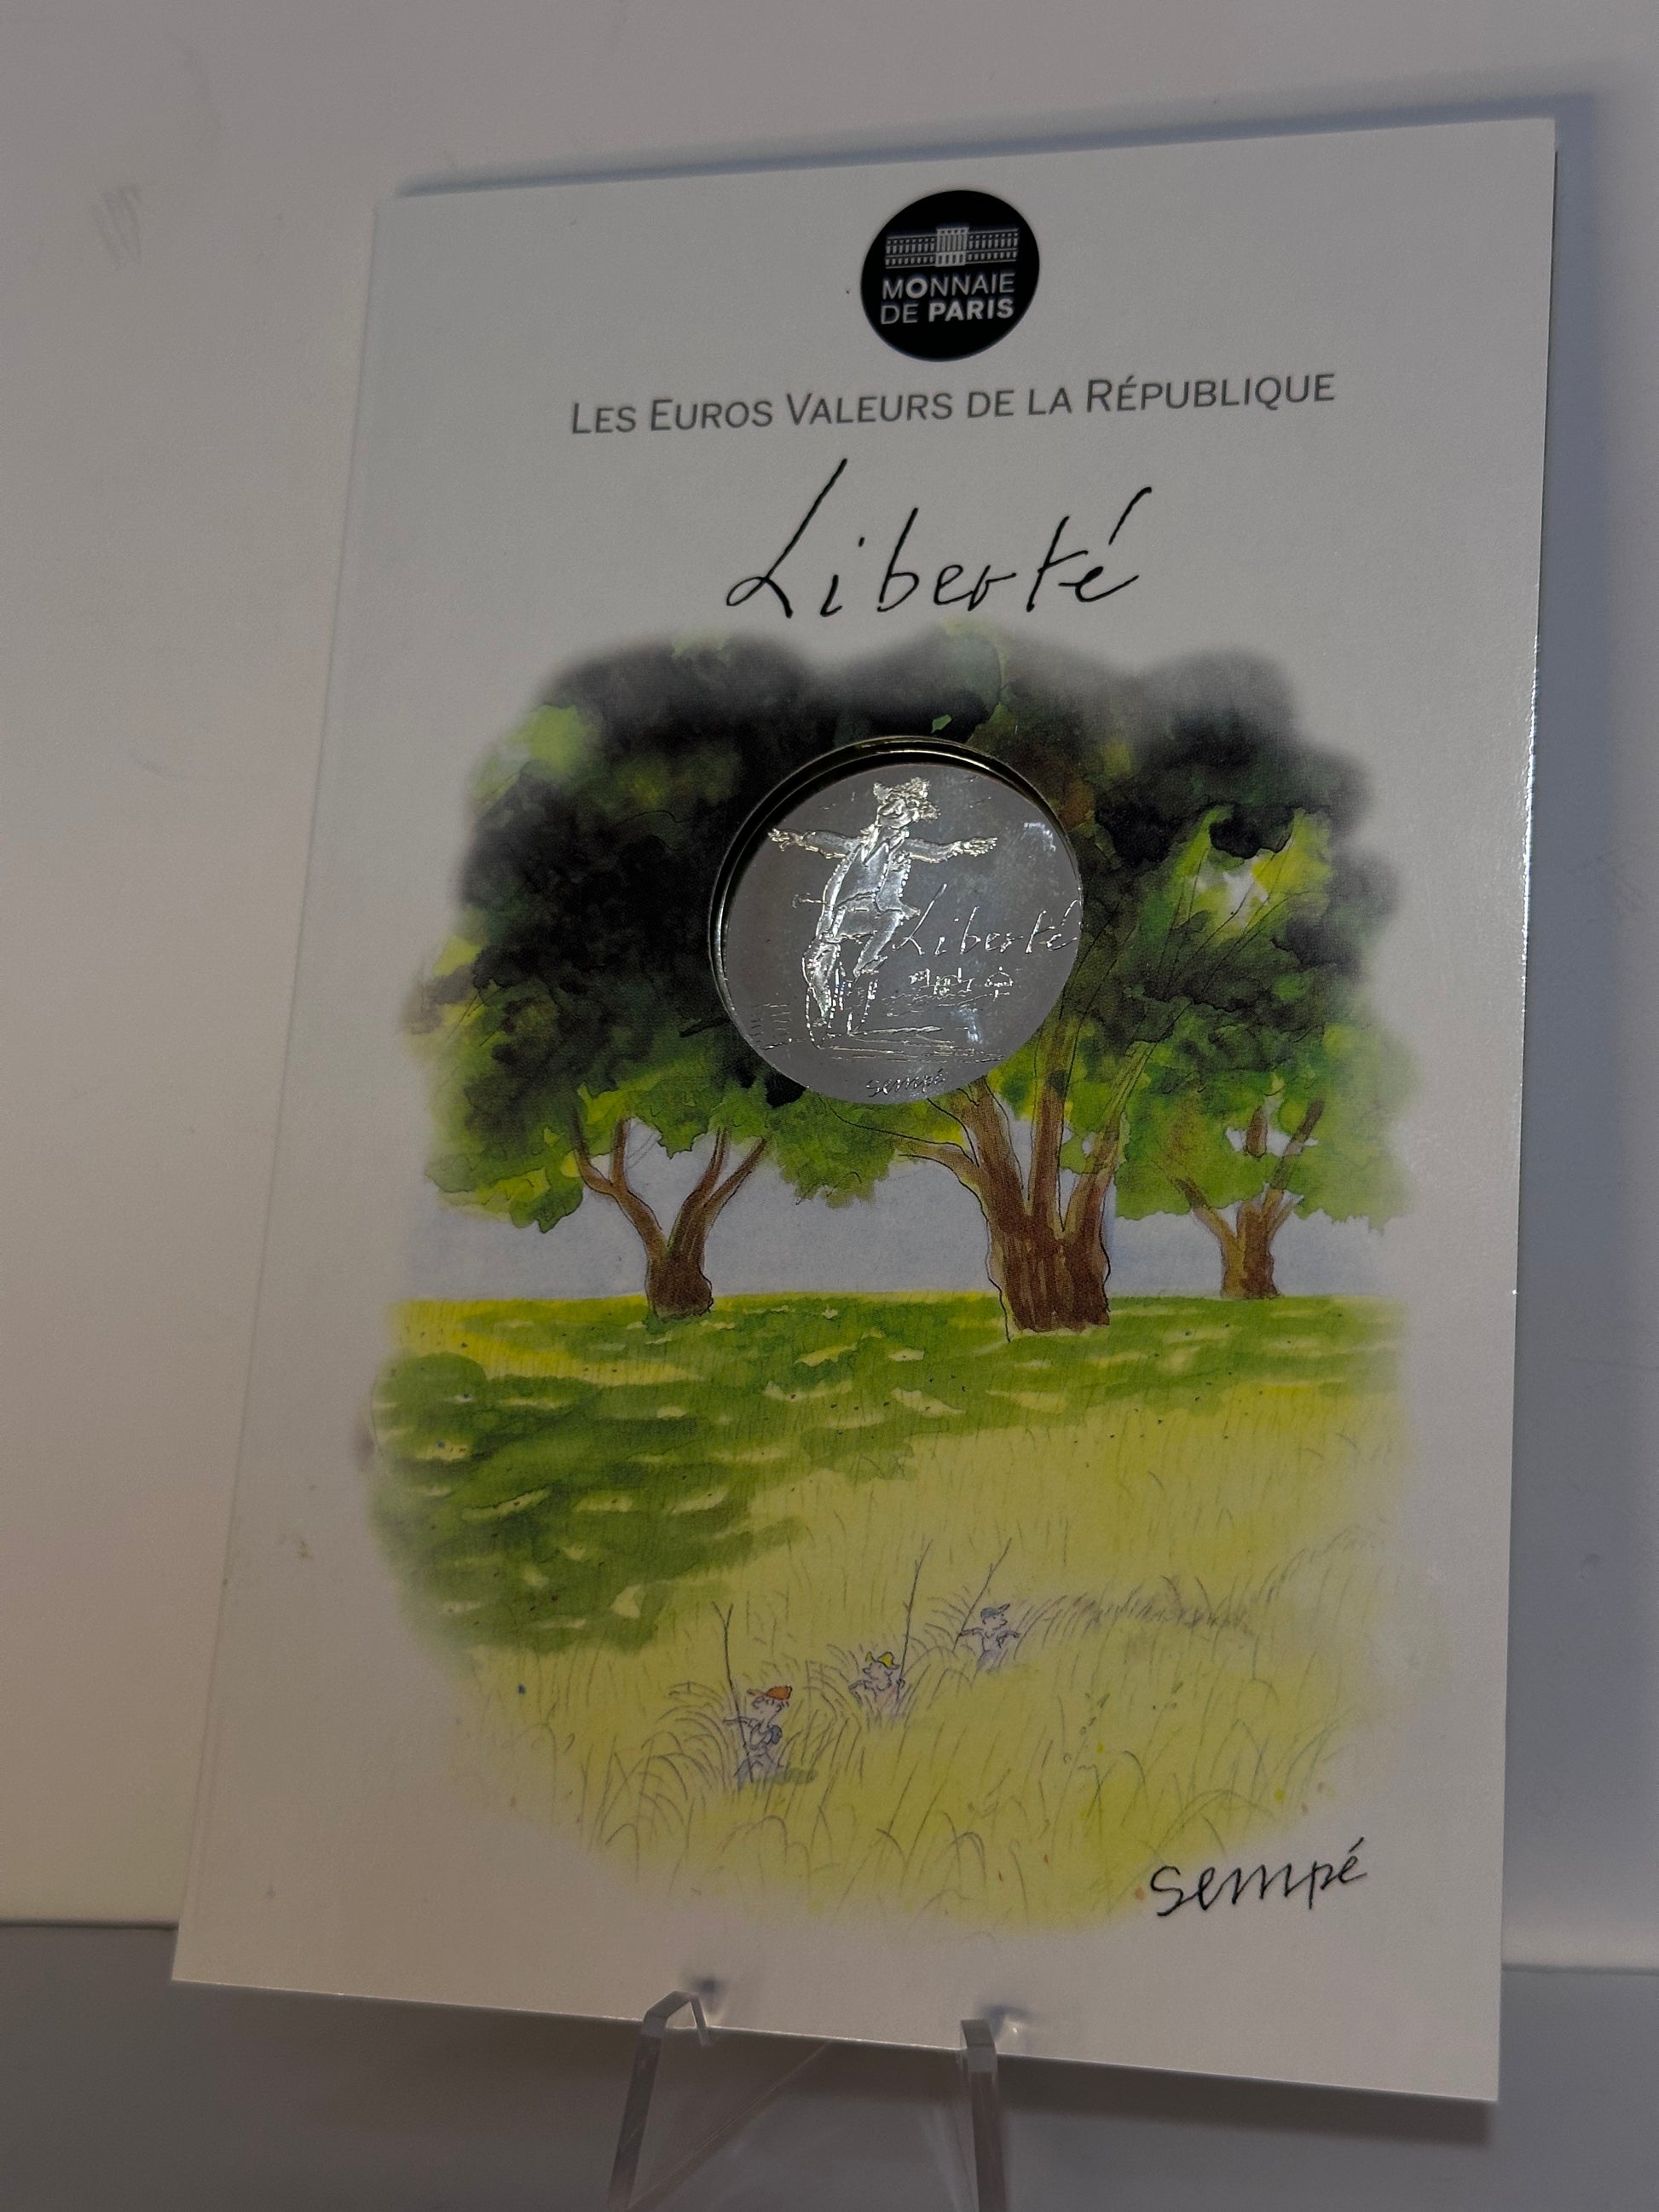 MONNAIE
DE PARIS
LES EUROS VALEURS DE LA RÉPUBLIQUE
Liberté
Liberté
sempé
sempé